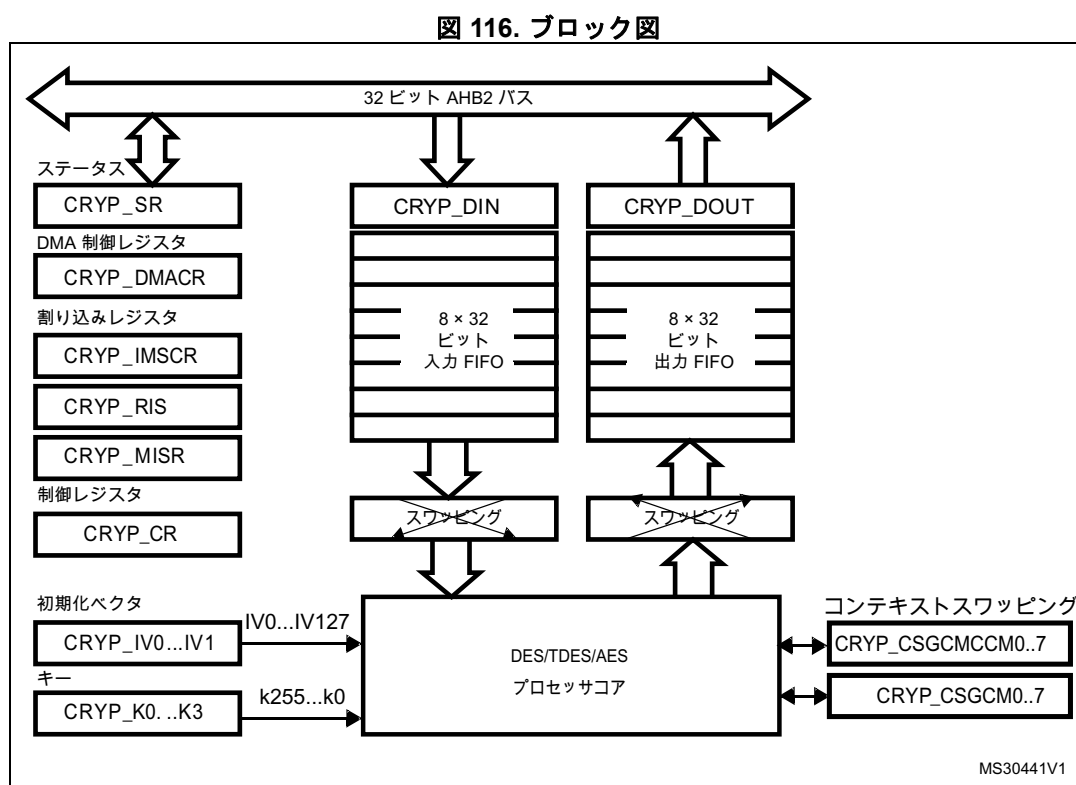 図 116. ブロック図
32 ビット AHB2 バス
ステータス
CRYP_SR
DMA 制御レジスタ
CRYP_DMACR
割り込みレジスタ
CRYP_IMSCR
CRYP_RIS
CRYP_MISR
制御レジスタ
CRYP_CR
CRYP_DIN
8 × 32
ビット
入力 FIFO
スワッピング
CRYP_DOUT
8 × 32
ビット
出力 FIFO
スワッピング
初期化ベクタ
CRYP_IV0...IV1
IV0...IV127
キー
CRYP_K0. ..K3
k255...k0
DES/TDES/AES
プロセッサコア
コンテキストスワッピング
CRYP_CSGCMCCM0..7
CRYP_CSGCM0..7
MS30441V1